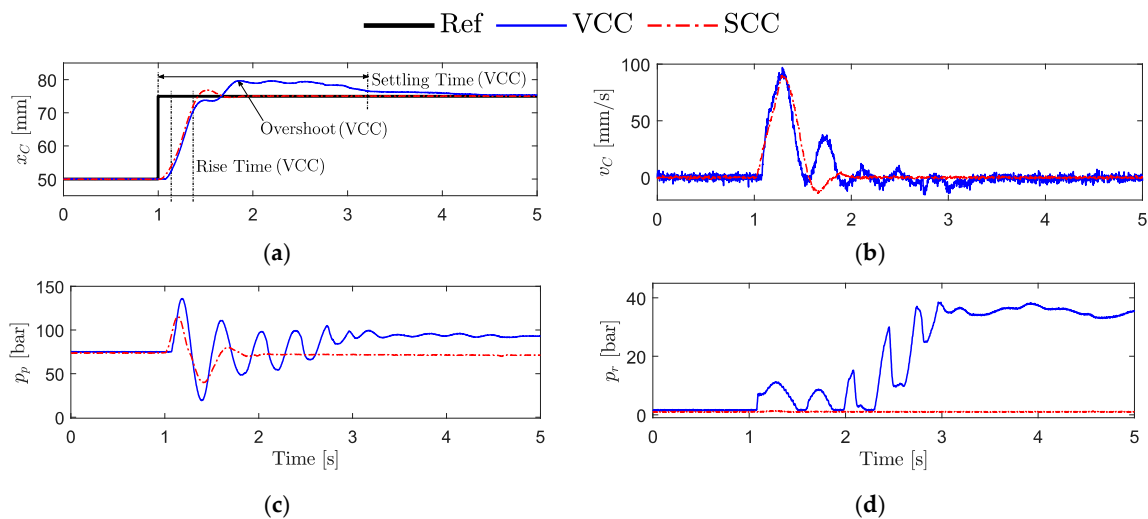 Ref VCC SCC
80
70
60
50
x_C [mm]
Settling Time (VCC)
Overshoot (VCC)
Rise Time (VCC)
0 1 2 3 4 5
(a)
100
50
0
v_C [mm/s]
0 1 2 3 4 5
(b)
150
100
50
0
p_p [bar]
0 1 2 3 4 5
Time [s]
(c)
40
20
0
p_r [bar]
0 1 2 3 4 5
Time [s]
(d)